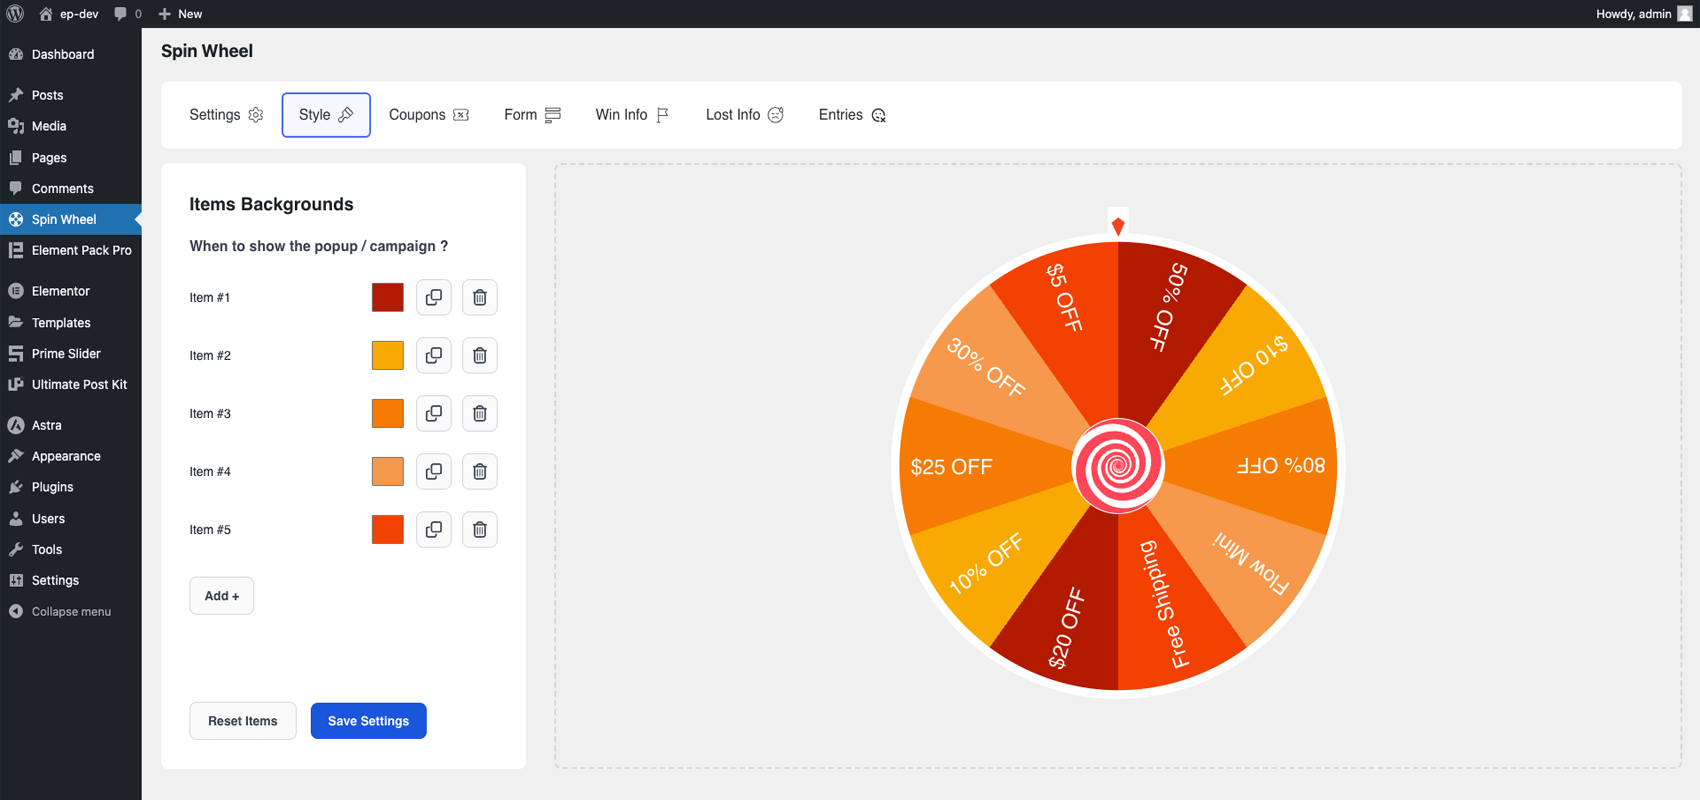 ep-dev
0
New
Howdy, admin
Dashboard
Posts
Media
Pages
Comments
Spin Wheel
Element Pack Pro
Elementor
Templates
Prime Slider
Ultimate Post Kit
Astra
Appearance
Plugins
Users
Tools
Settings
Collapse menu
Spin Wheel
Settings
Style
Coupons
Form
Win Info
Lost Info
Entries
Items Backgrounds
When to show the popup / campaign ?
Item #1
Item #2
Item #3
Item #4
Item #5
Add +
Reset Items
Save Settings
50% OFF
$10 OFF
80% OFF
Flow Mini
Free Shipping
$20 OFF
10% OFF
$25 OFF
30% OFF
$5 OFF